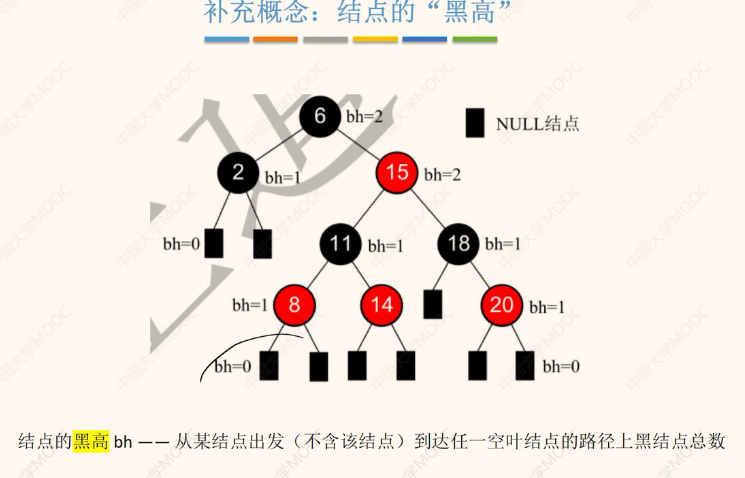 补充概念：结点的“黑高”
6 bh=2
NULL结点
2 bh=1
15 bh=2
bh=0
11 bh=1
18 bh=1
bh=1 8
14
20 bh=1
bh=0
bh=0
结点的黑高 bh —— 从某结点出发（不含该结点）到达任一空叶结点的路径上黑结点总数
中国大学MOOC